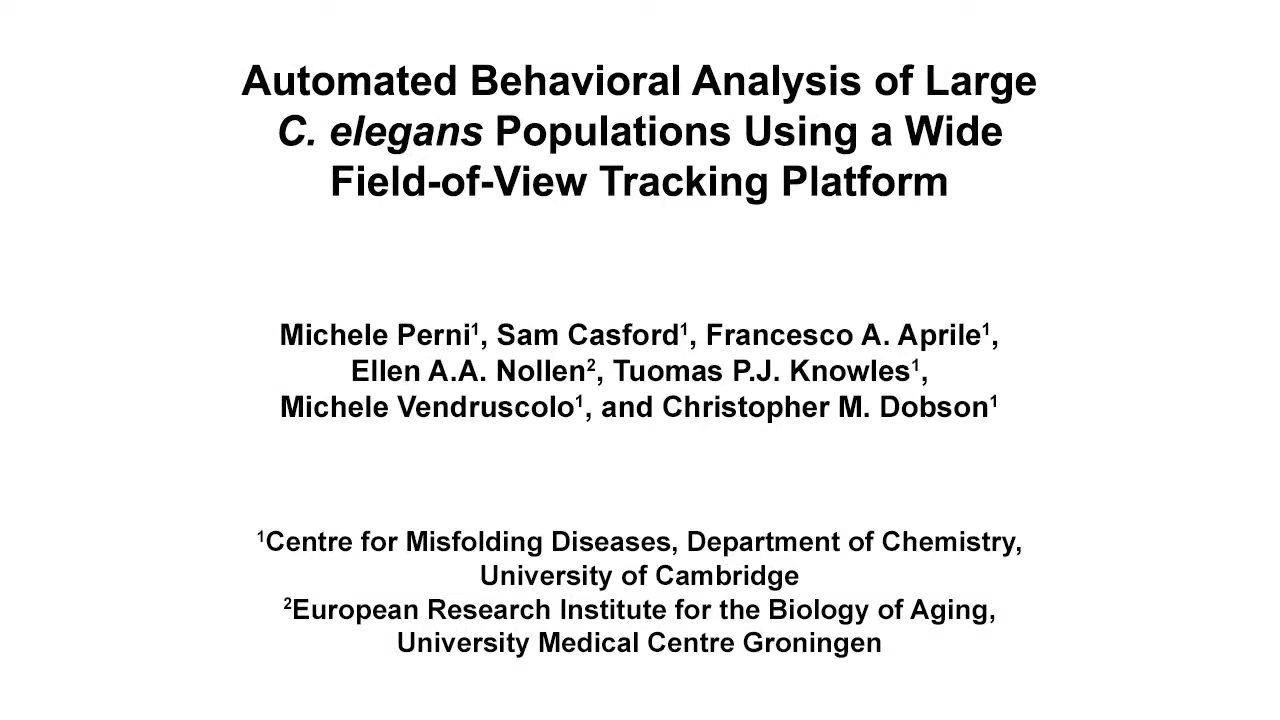 Automated Behavioral Analysis of Large
C. elegans Populations Using a Wide
Field-of-View Tracking Platform
Michele Perni¹, Sam Casford¹, Francesco A. Aprile¹,
Ellen A.A. Nollen², Tuomas P.J. Knowles¹,
Michele Vendruscolo¹, and Christopher M. Dobson¹
¹Centre for Misfolding Diseases, Department of Chemistry,
University of Cambridge
²European Research Institute for the Biology of Aging,
University Medical Centre Groningen